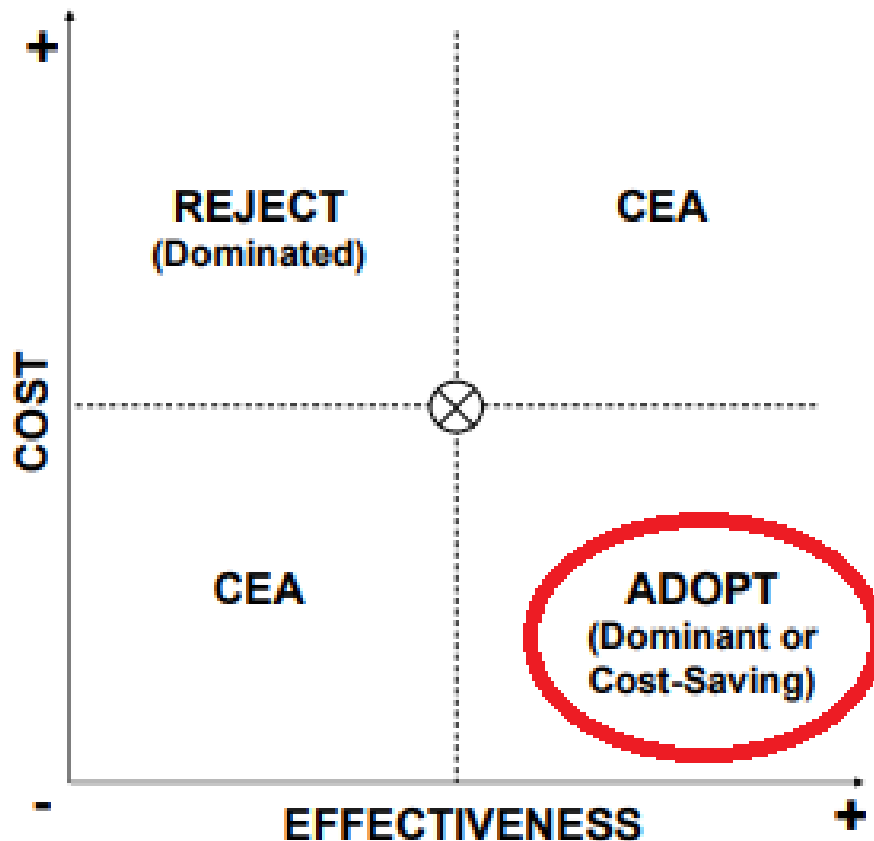 +
REJECT
(Dominated)
CEA
COST
CEA
ADOPT
(Dominant or
Cost-Saving)
-
EFFECTIVENESS
+